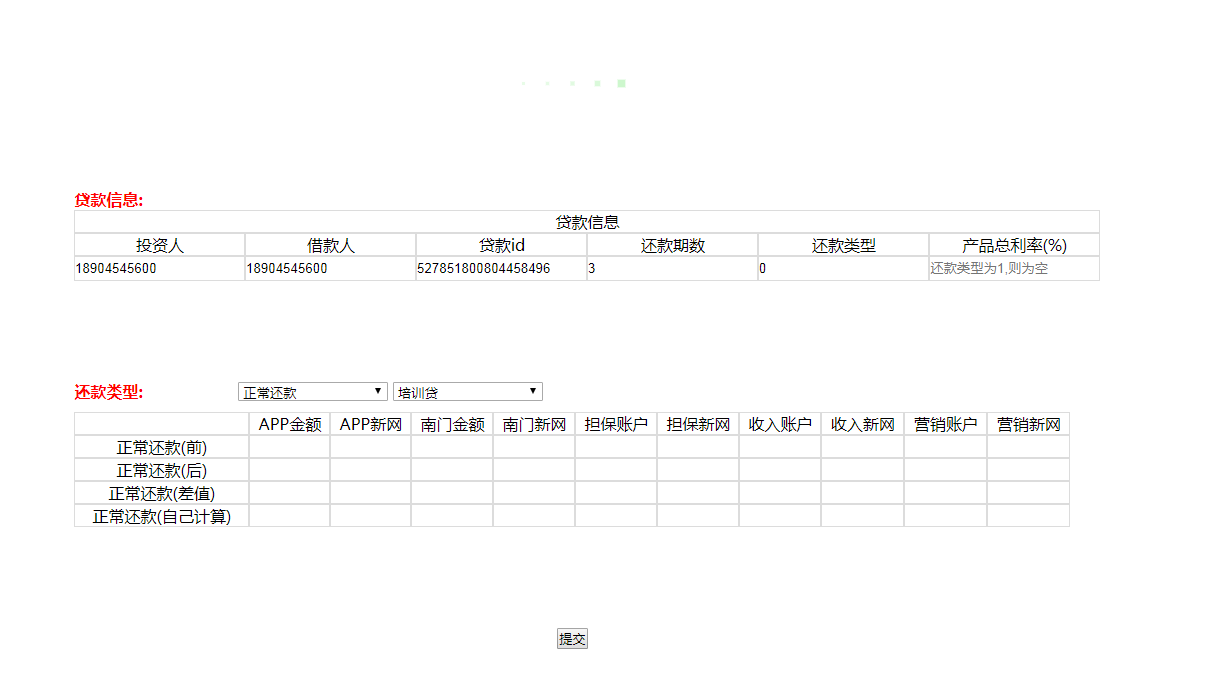 贷款信息:
贷款信息
投资人 借款人 贷款id 还款期数 还款类型 产品总利率(%)
18904545600 18904545600 527851800804458496 3 0 还款类型为1,则为空
还款类型: 正常还款 培训贷
APP金额 APP新网 南门金额 南门新网 担保账户 担保新网 收入账户 收入新网 营销账户 营销新网
正常还款(前)
正常还款(后)
正常还款(差值)
正常还款(自己计算)
提交